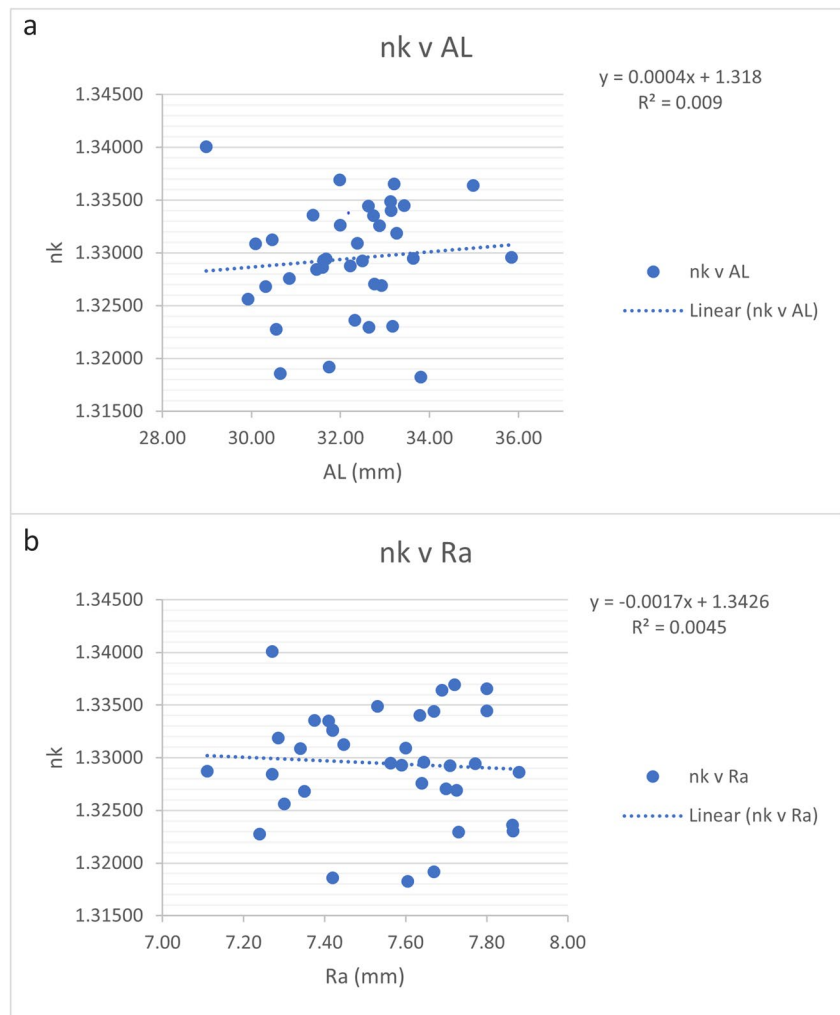 a
nk v AL
y = 0.0004x + 1.318
R² = 0.009
1.34500
1.34000
1.33500
1.33000
1.32500
1.32000
1.31500
nk
28.00 30.00 32.00 34.00 36.00
AL (mm)
nk v AL
Linear (nk v AL)
b
nk v Ra
y = -0.0017x + 1.3426
R² = 0.0045
1.34500
1.34000
1.33500
1.33000
1.32500
1.32000
1.31500
nk
7.00 7.20 7.40 7.60 7.80 8.00
Ra (mm)
nk v Ra
Linear (nk v Ra)